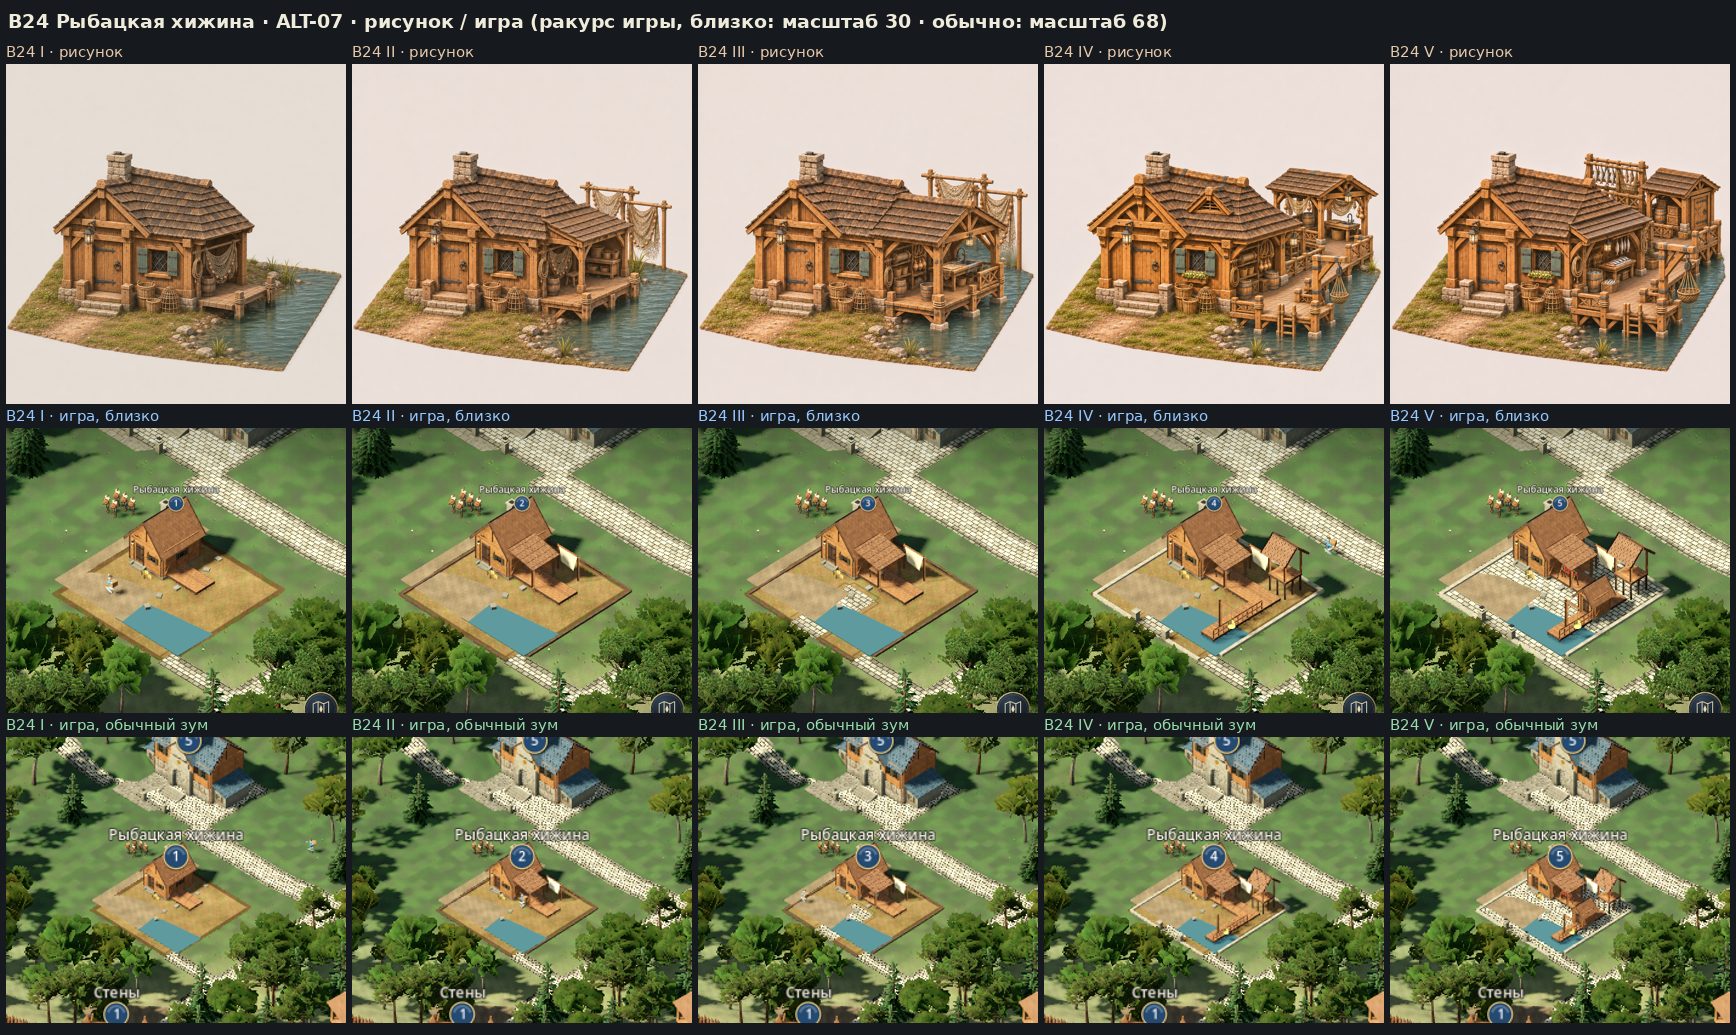 B24 Рыбацкая хижина · ALT-07 · рисунок / игра (ракурс игры, близко: масштаб 30 · обычно: масштаб 68)
B24 I · рисунок
B24 II · рисунок
B24 III · рисунок
B24 IV · рисунок
B24 V · рисунок
B24 I · игра, близко
B24 II · игра, близко
B24 III · игра, близко
B24 IV · игра, близко
B24 V · игра, близко
Рыбацкая хижина
1
Рыбацкая хижина
2
Рыбацкая хижина
3
Рыбацкая хижина
4
Рыбацкая хижина
5
B24 I · игра, обычный зум
B24 II · игра, обычный зум
B24 III · игра, обычный зум
B24 IV · игра, обычный зум
B24 V · игра, обычный зум
5
Рыбацкая хижина
1
Стены
1
5
Рыбацкая хижина
2
Стены
1
5
Рыбацкая хижина
3
Стены
1
5
Рыбацкая хижина
4
Стены
1
5
Рыбацкая хижина
5
Стены
1